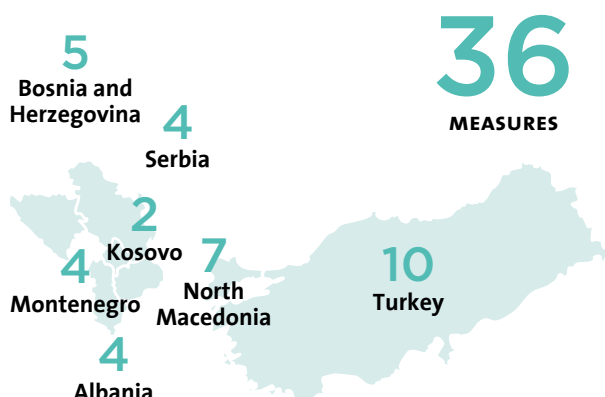 36
MEASURES
5
Bosnia and
Herzegovina
4
Serbia
2
Kosovo
4
Montenegro
7
North
Macedonia
10
Turkey
4
Albania